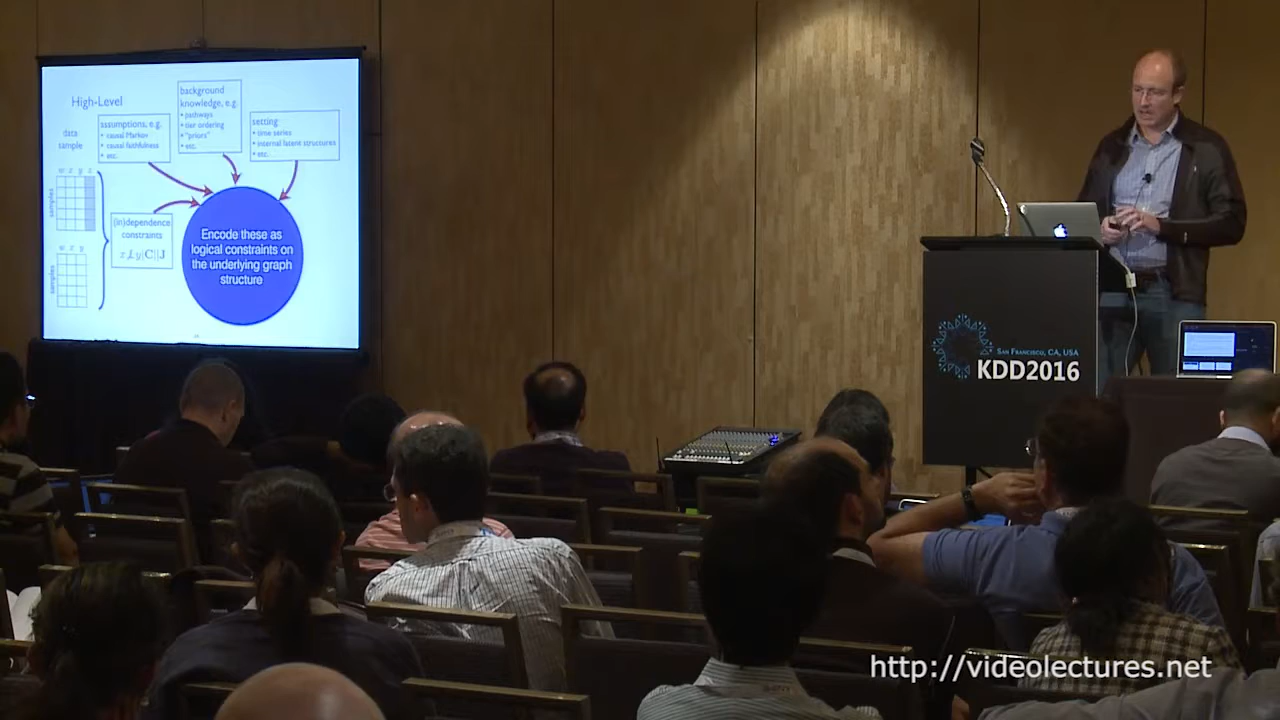 High-Level
data
sample
assumptions, e.g.
• causal Markov
• causal faithfulness
• etc.
background
knowledge, e.g.
• pathways
• tier ordering
• "priors"
• etc.
setting
• time series
• internal latent structures
• etc.
w x y z
samples
(in)dependence
constraints
x ⊥̸ y|C||J
w x y
samples
Encode these as
logical constraints on
the underlying graph
structure
SAN FRANCISCO, CA, USA
KDD2016
http://videolectures.net